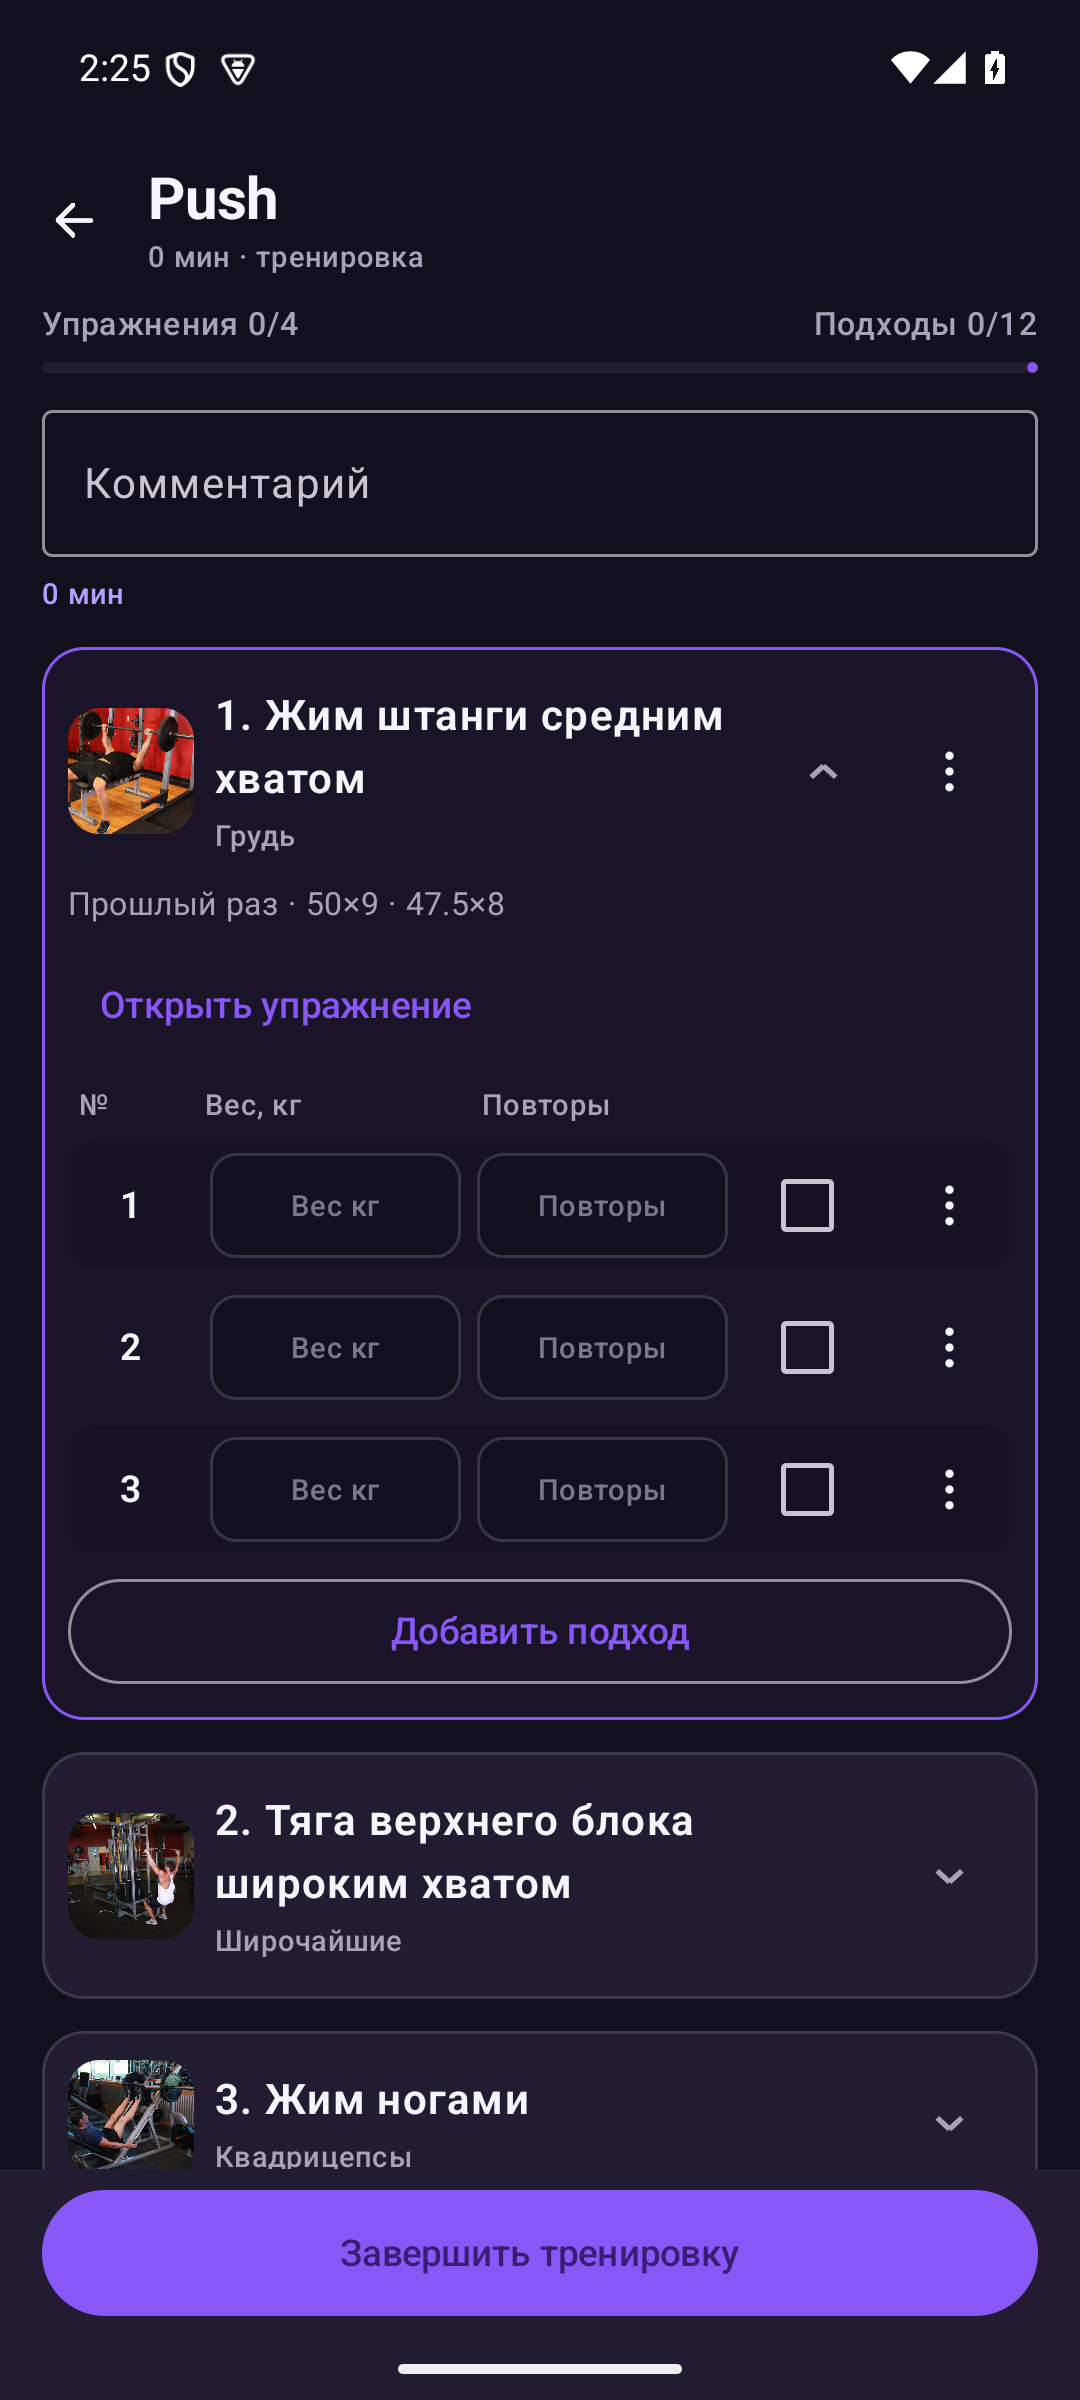 2:25
Push
0 мин · тренировка
Упражнения 0/4
Подходы 0/12
Комментарий
0 мин
1. Жим штанги средним
хватом
Грудь
Прошлый раз · 50×9 · 47.5×8
Открыть упражнение
№ Вес, кг Повторы
1 Вес кг Повторы
2 Вес кг Повторы
3 Вес кг Повторы
Добавить подход
2. Тяга верхнего блока
широким хватом
Широчайшие
3. Жим ногами
Квадрицепсы
Завершить тренировку